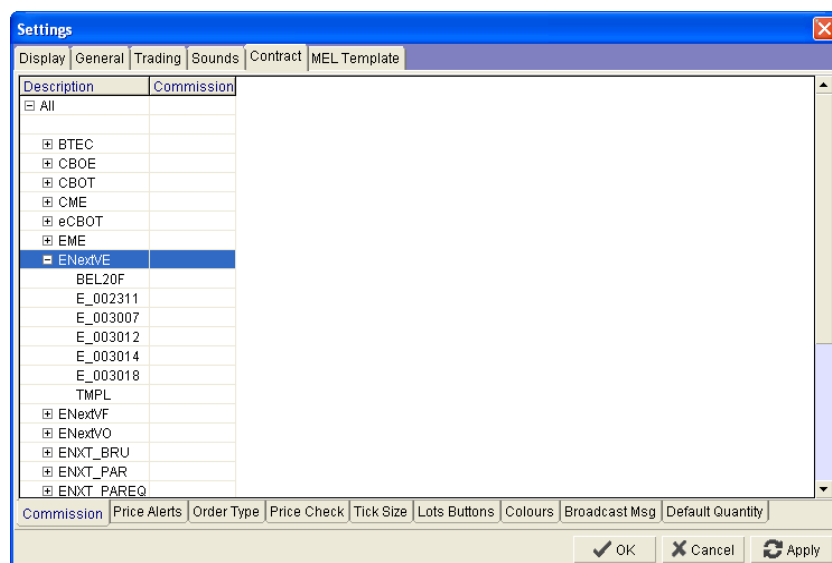 Settings
Display General Trading Sounds Contract MEL Template
Description Commission
All
BTEC
CBOE
CBOT
CME
eCBOT
EME
ENextVE
BEL20F
E_002311
E_003007
E_003012
E_003014
E_003018
TMPL
ENextVF
ENextVO
ENXT_BRU
ENXT_PAR
ENXT_PAREQ
Commission Price Alerts Order Type Price Check Tick Size Lots Buttons Colours Broadcast Msg Default Quantity
OK Cancel Apply